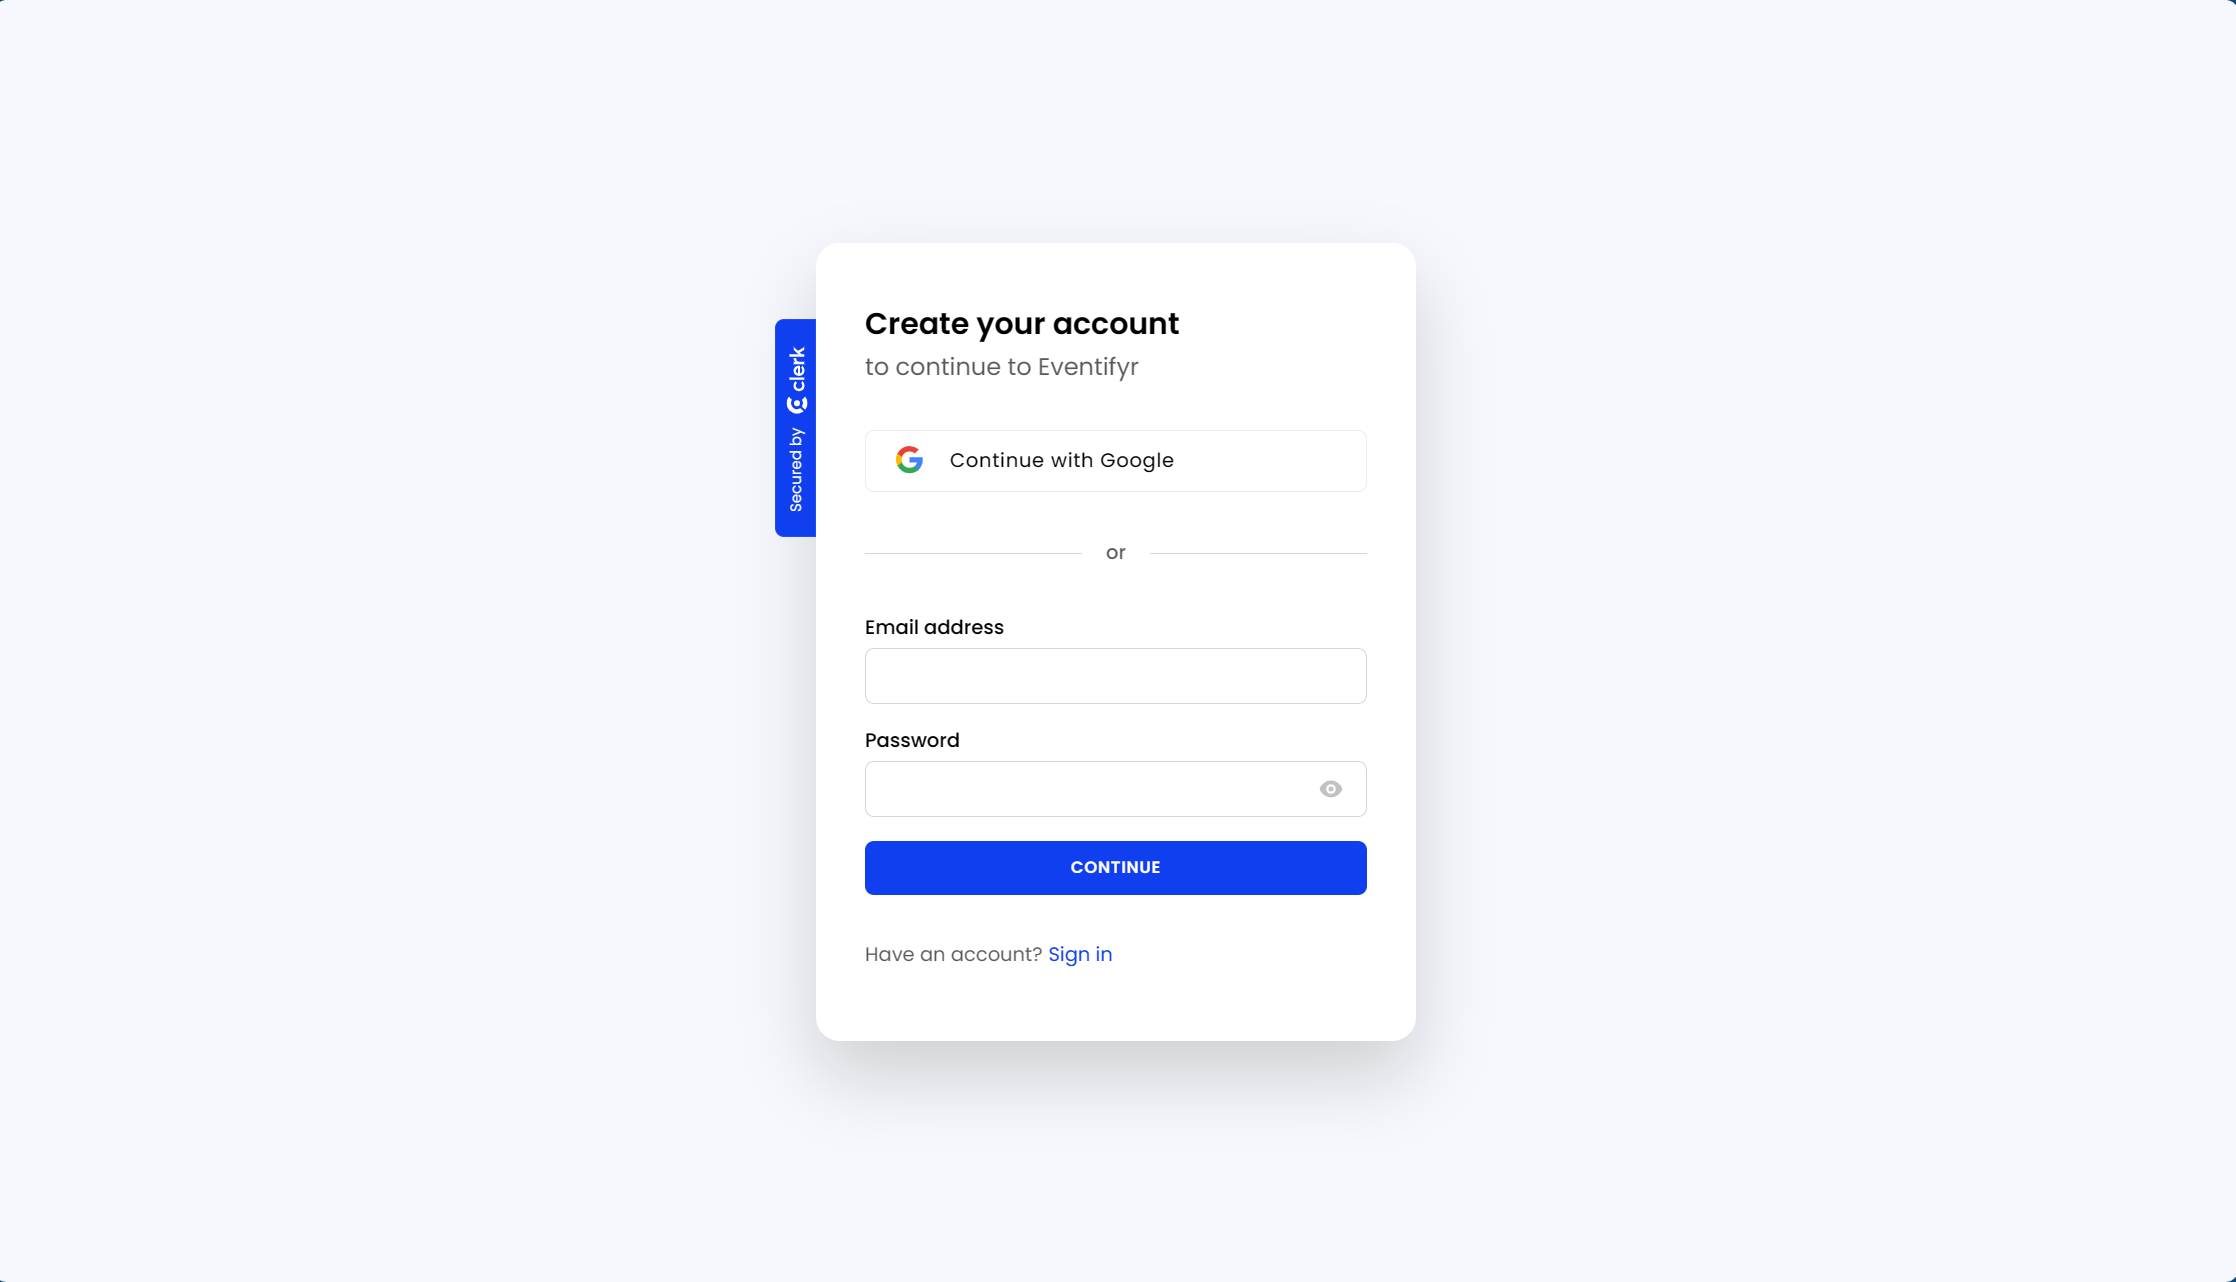 Create your account
to continue to Eventifyr
Secured by clerk
Continue with Google
or
Email address
Password
CONTINUE
Have an account? Sign in